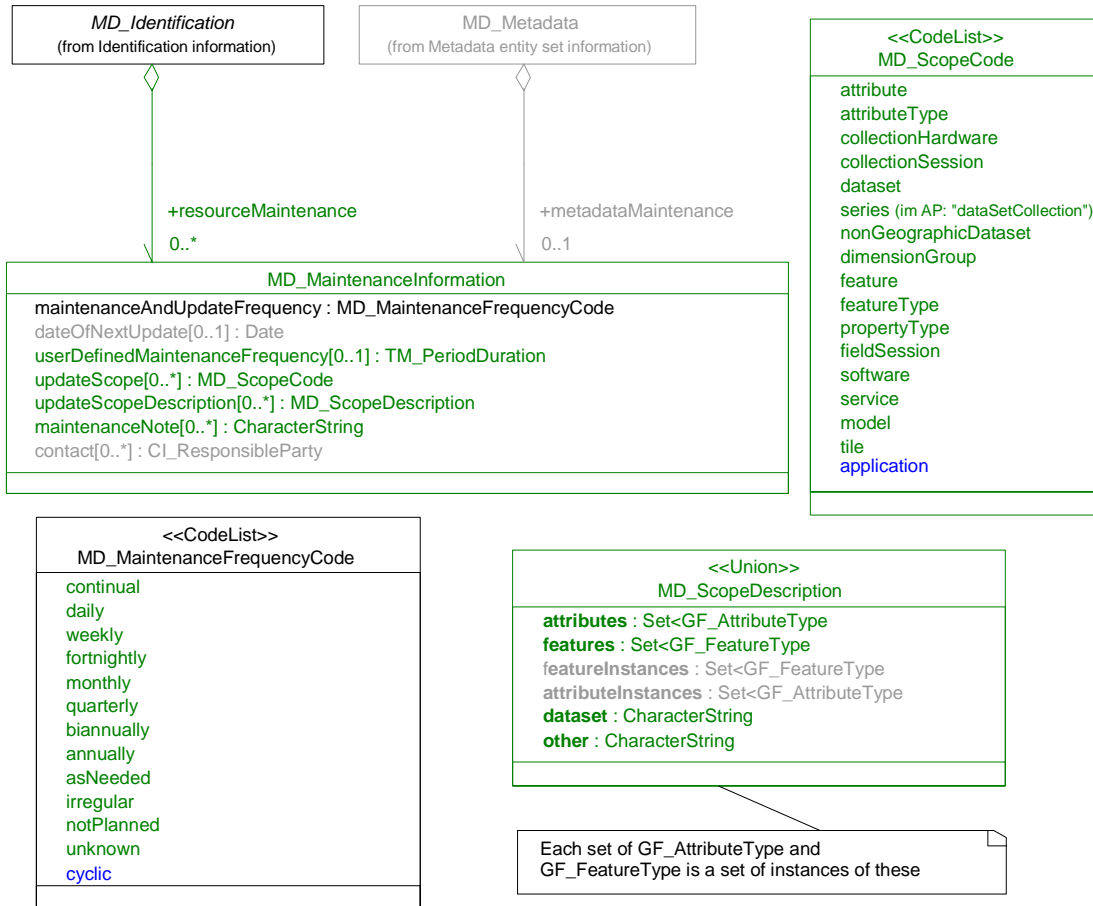 MD_Identification
(from Identification information)
MD_Metadata
(from Metadata entity set information)
<<CodeList>>
MD_ScopeCode
attribute
attributeType
collectionHardware
collectionSession
dataset
series (im AP: "dataSetCollection")
nonGeographicDataset
dimensionGroup
feature
featureType
propertyType
fieldSession
software
service
model
tile
application
+resourceMaintenance
0..*
+metadataMaintenance
0..1
MD_MaintenanceInformation
maintenanceAndUpdateFrequency : MD_MaintenanceFrequencyCode
dateOfNextUpdate[0..1] : Date
userDefinedMaintenanceFrequency[0..1] : TM_PeriodDuration
updateScope[0..*] : MD_ScopeCode
updateScopeDescription[0..*] : MD_ScopeDescription
maintenanceNote[0..*] : CharacterString
contact[0..*] : CI_ResponsibleParty
<<CodeList>>
MD_MaintenanceFrequencyCode
continual
daily
weekly
fortnightly
monthly
quarterly
biannually
annually
asNeeded
irregular
notPlanned
unknown
cyclic
<<Union>>
MD_ScopeDescription
attributes : Set<GF_AttributeType
features : Set<GF_FeatureType
featureInstances : Set<GF_FeatureType
attributeInstances : Set<GF_AttributeType
dataset : CharacterString
other : CharacterString
Each set of GF_AttributeType and
GF_FeatureType is a set of instances of these